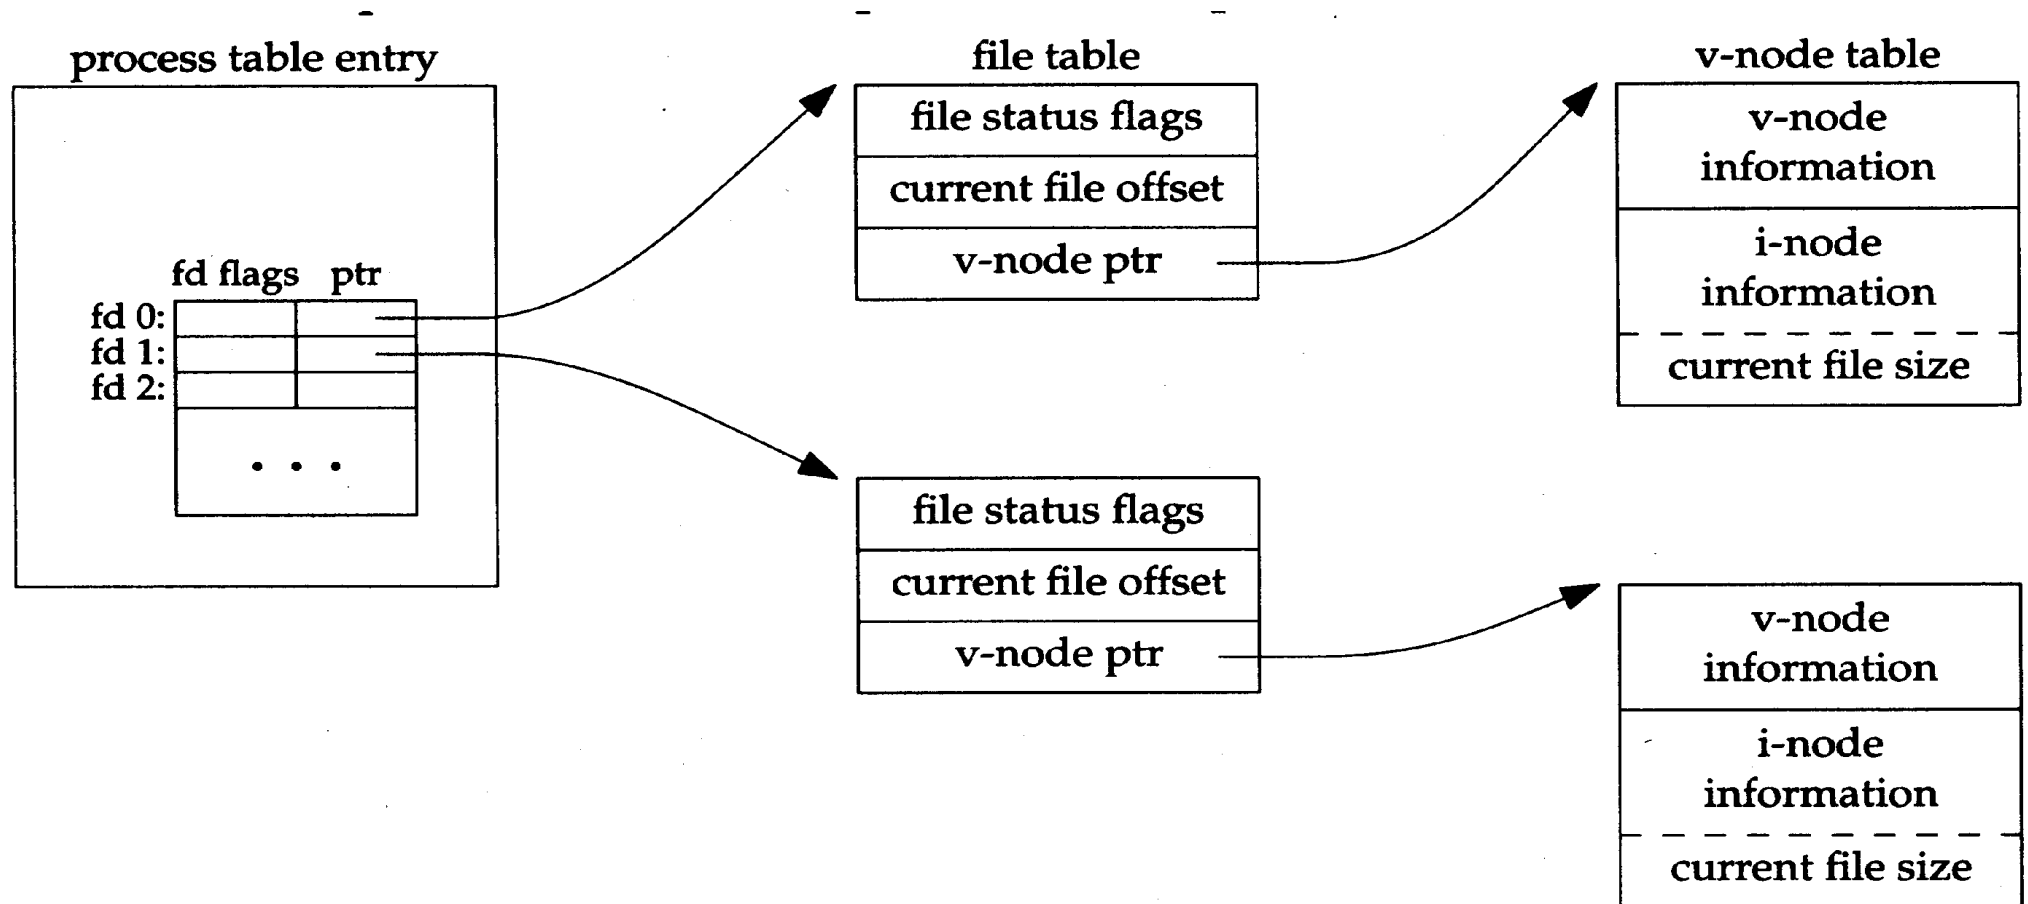 process table entry
fd flags ptr
fd 0:
fd 1:
fd 2:
. . .
file table
file status flags
current file offset
v-node ptr
file status flags
current file offset
v-node ptr
v-node table
v-node
information
i-node
information
current file size
v-node
information
i-node
information
current file size